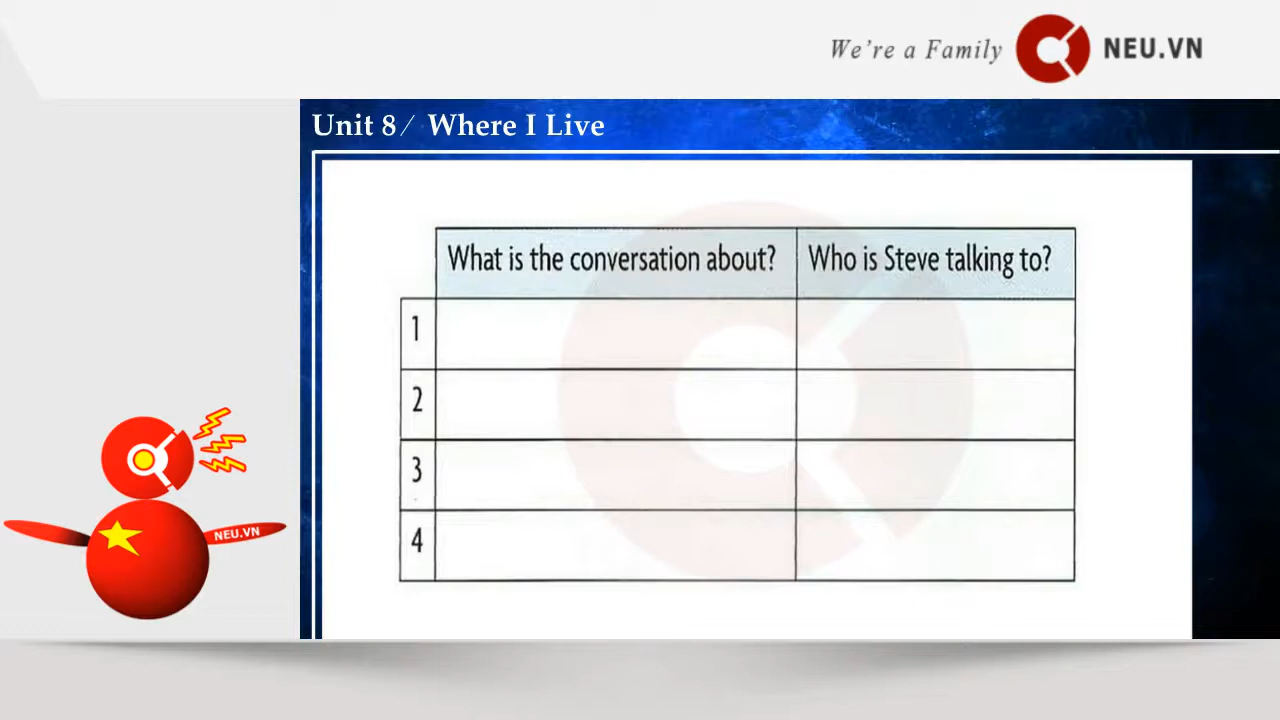 We're a Family NEU.VN
Unit 8/ Where I Live
What is the conversation about? Who is Steve talking to?
1
2
3
4
NEU.VN